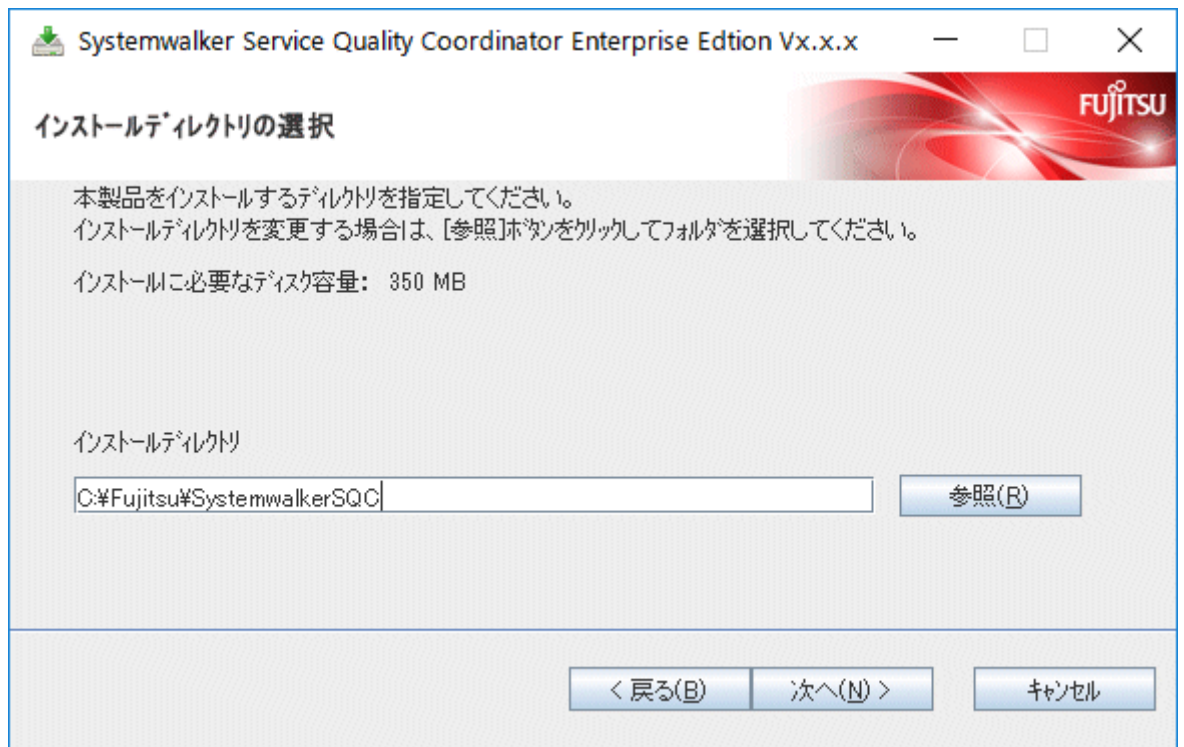 Systemwalker Service Quality Coordinator Enterprise Edtion Vx.x.x
FUJITSU
インストールディレクトリの選択
本製品をインストールするディレクトリを指定してください。
インストールディレクトリを変更する場合は、[参照]ボタンをクリックしてフォルダを選択してください。
インストールに必要なディスク容量: 350 MB
インストールディレクトリ
C:¥Fujitsu¥SystemwalkerSQC
参照(R)
< 戻る(B)
次へ(N) >
キャンセル